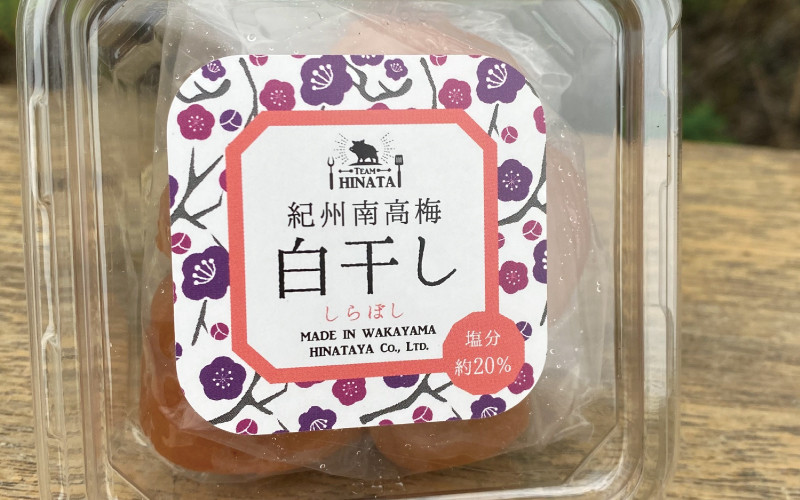 TEAM
HINATA
紀州南高梅
白干し
しらぼし
MADE IN WAKAYAMA
HINATAYA CO., LTD.
塩分
約20%